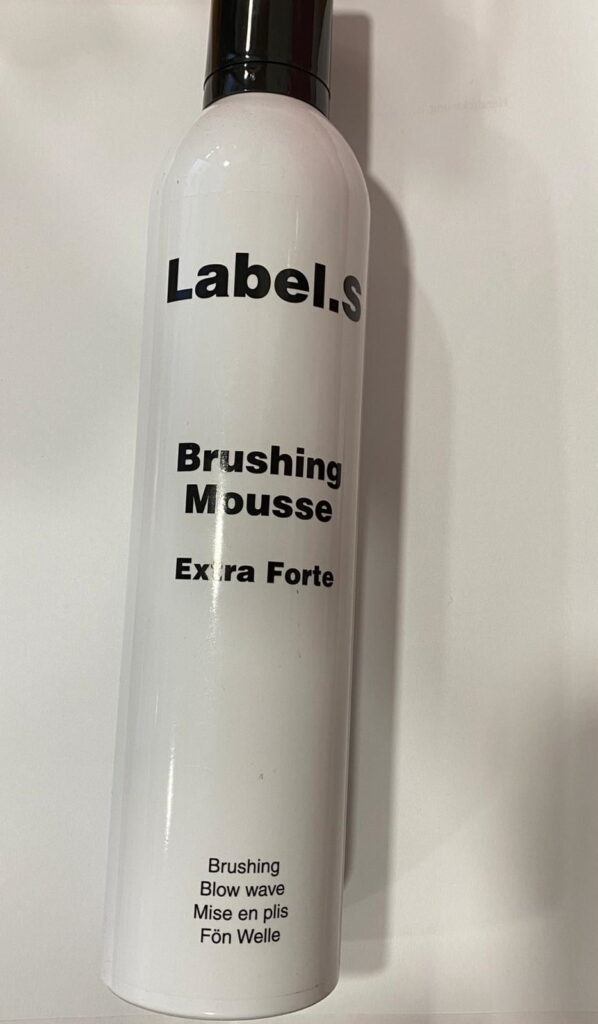 Label.S
Brushing
Mousse
Extra Forte
Brushing
Blow wave
Mise en plis
Fön Welle